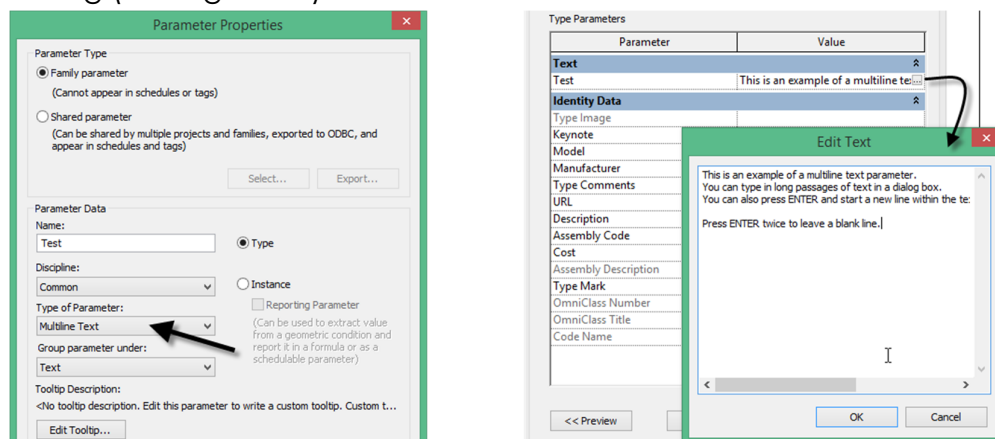 Parameter Properties
Parameter Type
Family parameter
(Cannot appear in schedules or tags)
Shared parameter
(Can be shared by multiple projects and families, exported to ODBC, and
appear in schedules and tags)
Select...
Export...
Parameter Data
Name:
Test
Type
Discipline:
Common
Instance
Reporting Parameter
(Can be used to extract value
from a geometric condition and
report it in a formula or as a
schedulable parameter)
Type of Parameter:
Multiline Text
Group parameter under:
Text
Tooltip Description:
<No tooltip description. Edit this parameter to write a custom tooltip. Custom t...
Edit Tooltip...
Type Parameters
Parameter Value
Text
Test This is an example of a multiline te
...
Identity Data
Type Image
Keynote
Model
Manufacturer
Type Comments
URL
Description
Assembly Code
Cost
Assembly Description
Type Mark
OmniClass Number
OmniClass Title
Code Name
<< Preview
Edit Text
This is an example of a multiline text parameter.
You can type in long passages of text in a dialog box.
You can also press ENTER and start a new line within the te
Press ENTER twice to leave a blank line.
OK
Cancel